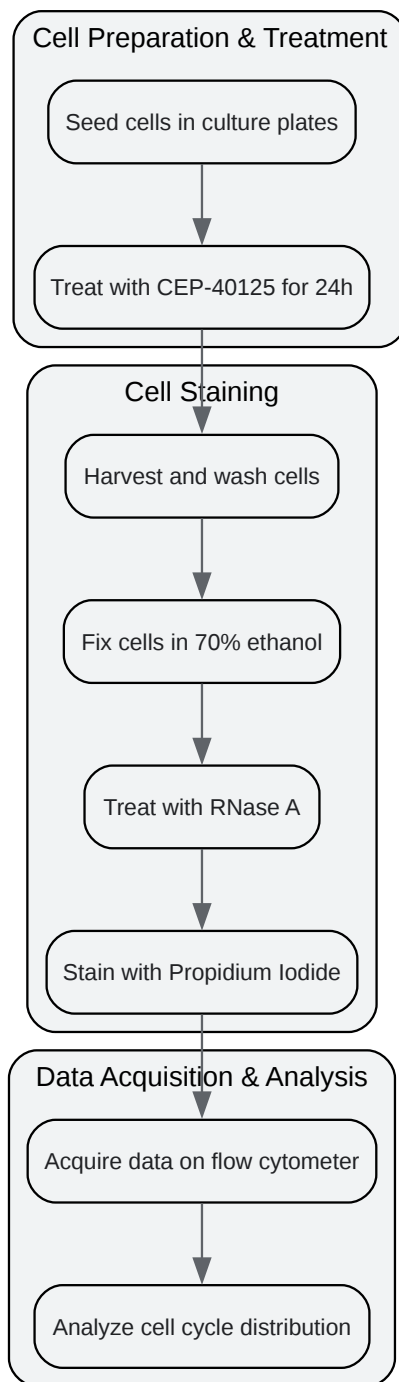 Cell Preparation & Treatment
Seed cells in culture plates
Treat with CEP-40125 for 24h
Cell Staining
Harvest and wash cells
Fix cells in 70% ethanol
Treat with RNase A
Stain with Propidium Iodide
Data Acquisition & Analysis
Acquire data on flow cytometer
Analyze cell cycle distribution